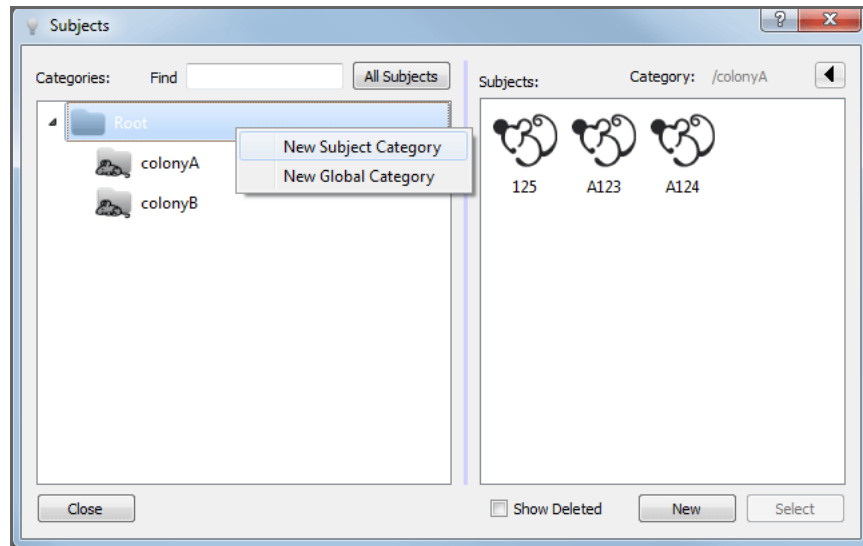 Subjects
?
X
Categories:
Find
All Subjects
Subjects:
Category: /colonyA
Root
New Subject Category
New Global Category
colonyA
colonyB
125
A123
A124
Close
Show Deleted
New
Select